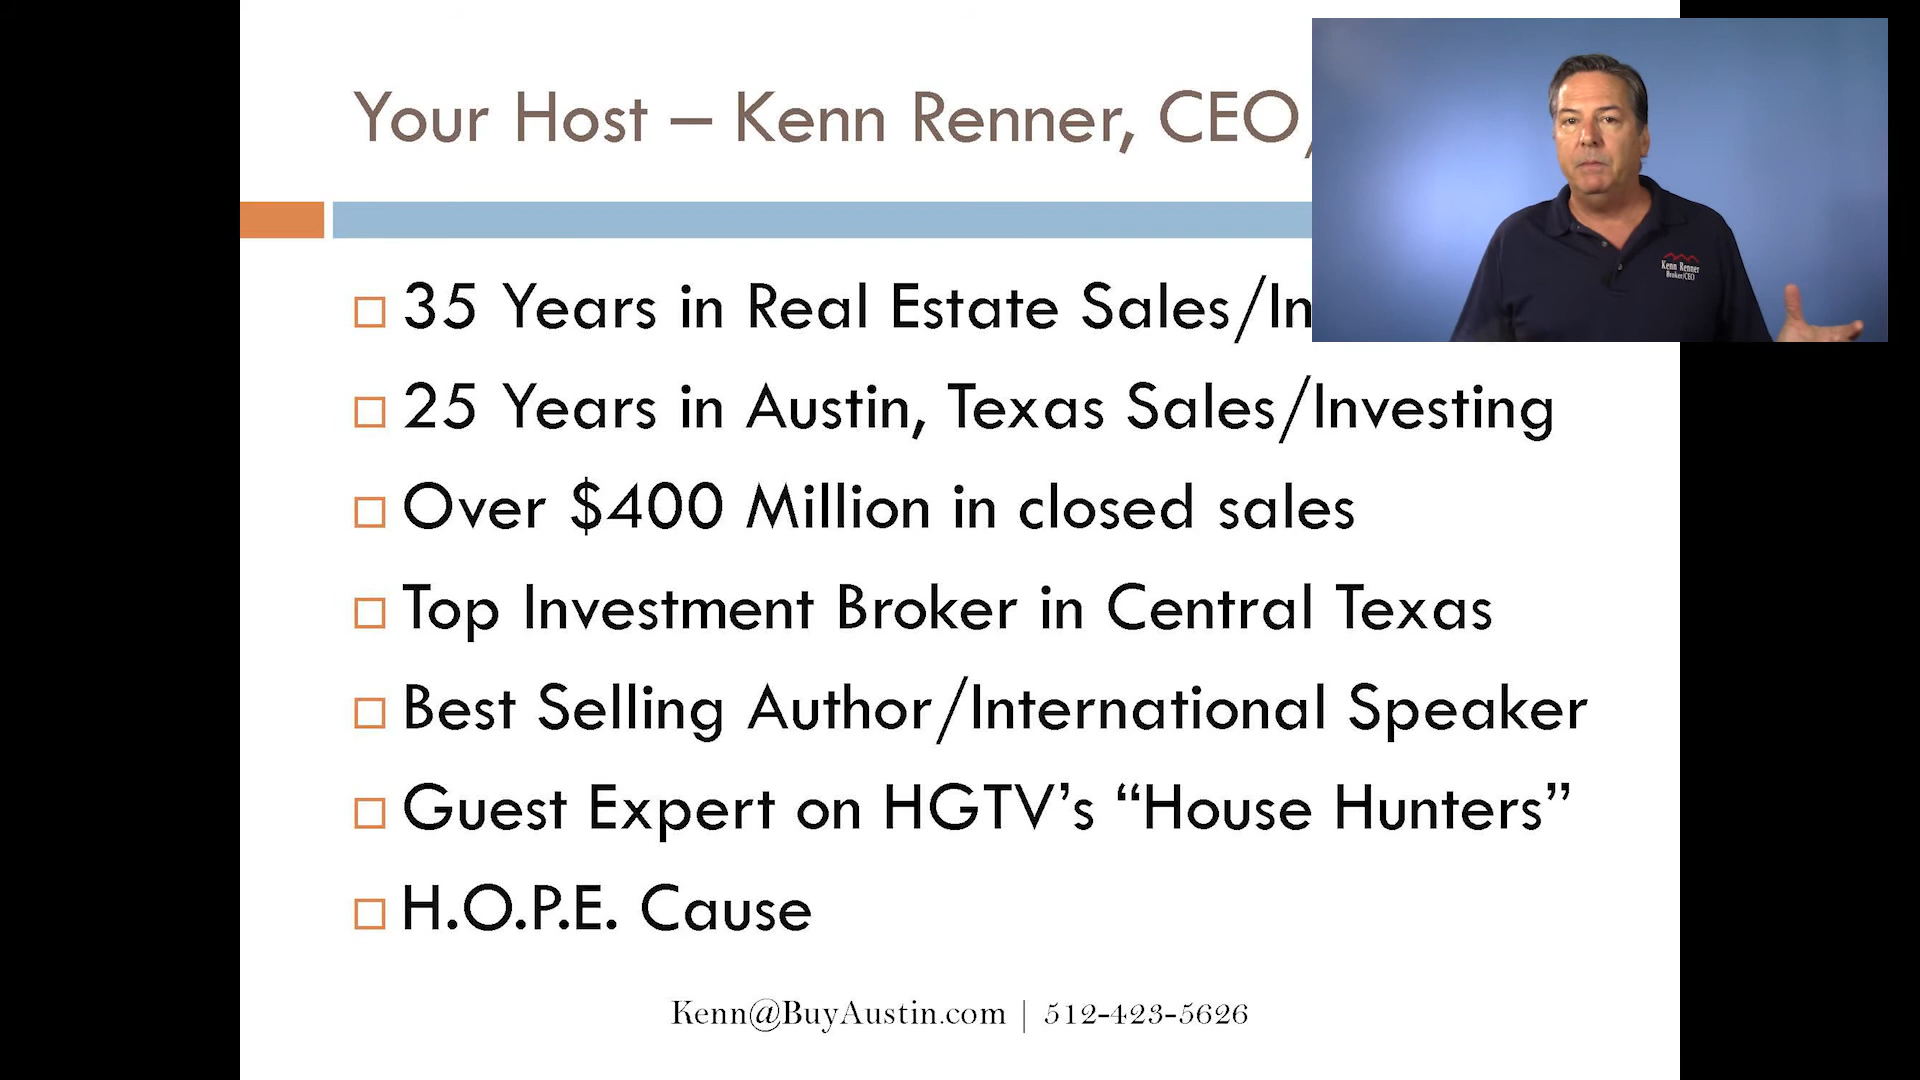 Your Host – Kenn Renner, CEO,
35 Years in Real Estate Sales/In
25 Years in Austin, Texas Sales/Investing
Over $400 Million in closed sales
Top Investment Broker in Central Texas
Best Selling Author/International Speaker
Guest Expert on HGTV’s “House Hunters”
H.O.P.E. Cause
Kenn@BuyAustin.com | 512-423-5626
Kenn Renner
Broker/CEO